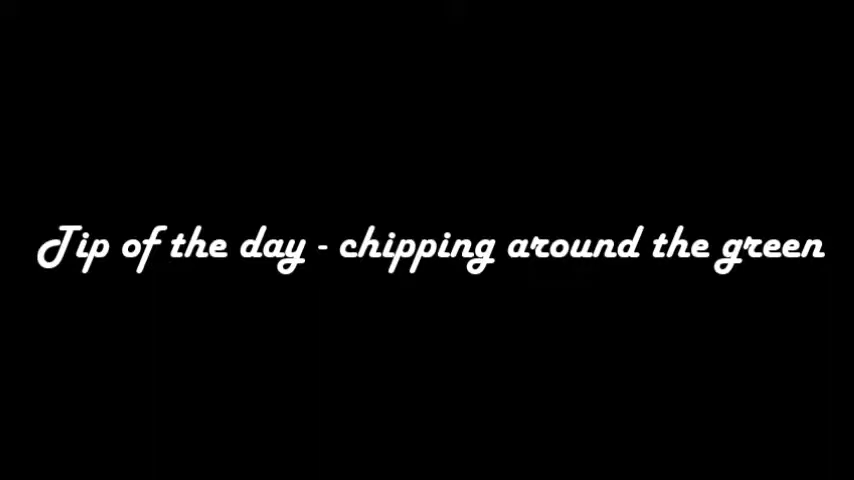 Tip of the day - chipping around the green